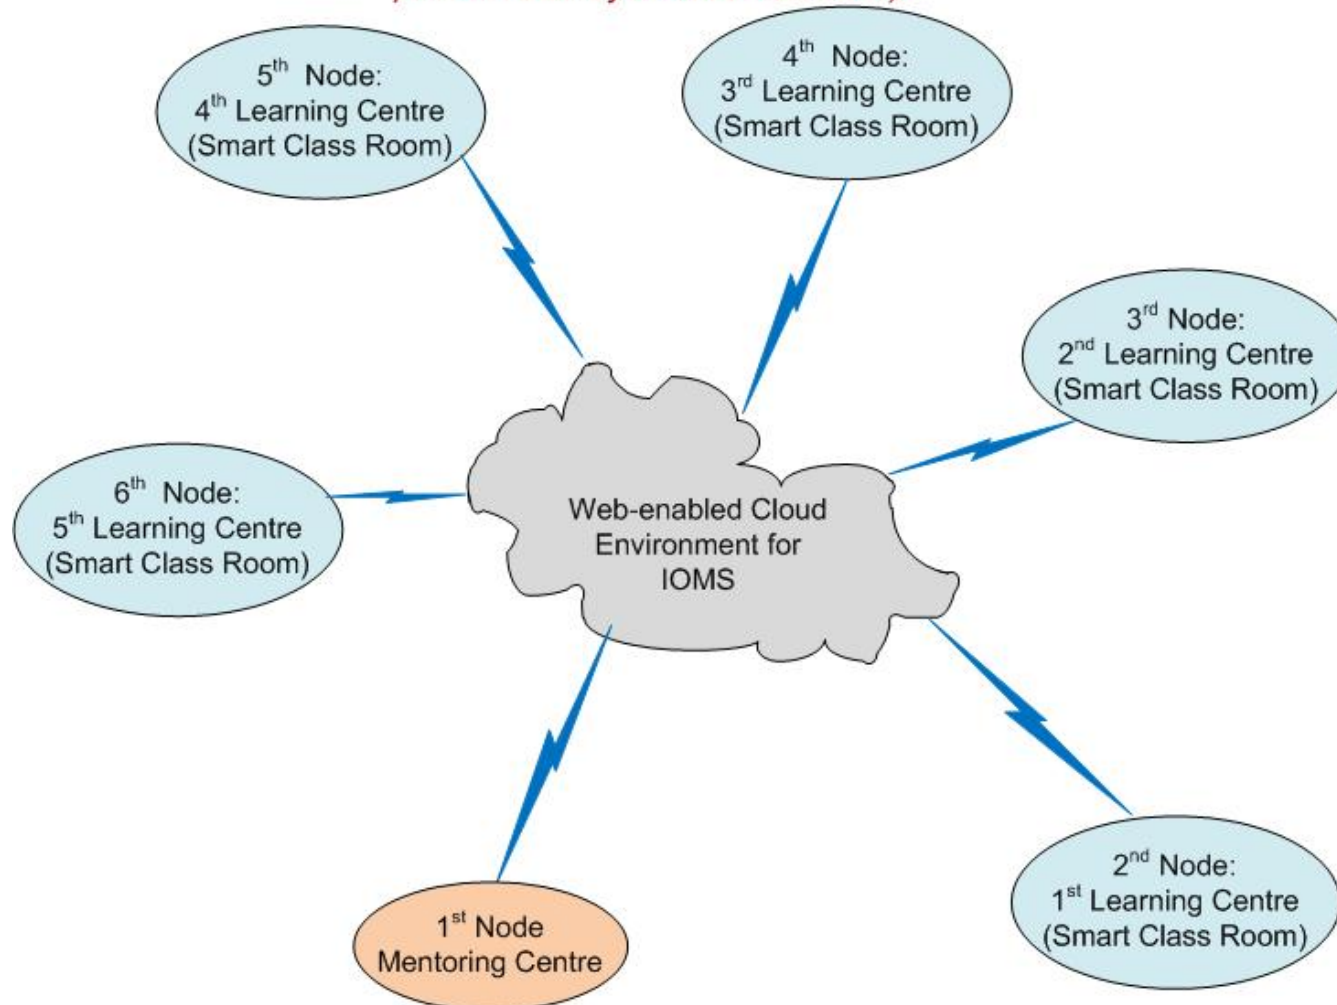 5th Node:
4th Learning Centre
(Smart Class Room)
4th Node:
3rd Learning Centre
(Smart Class Room)
3rd Node:
2nd Learning Centre
(Smart Class Room)
6th Node:
5th Learning Centre
(Smart Class Room)
Web-enabled Cloud
Environment for
IOMS
2nd Node:
1st Learning Centre
(Smart Class Room)
1st Node
Mentoring Centre